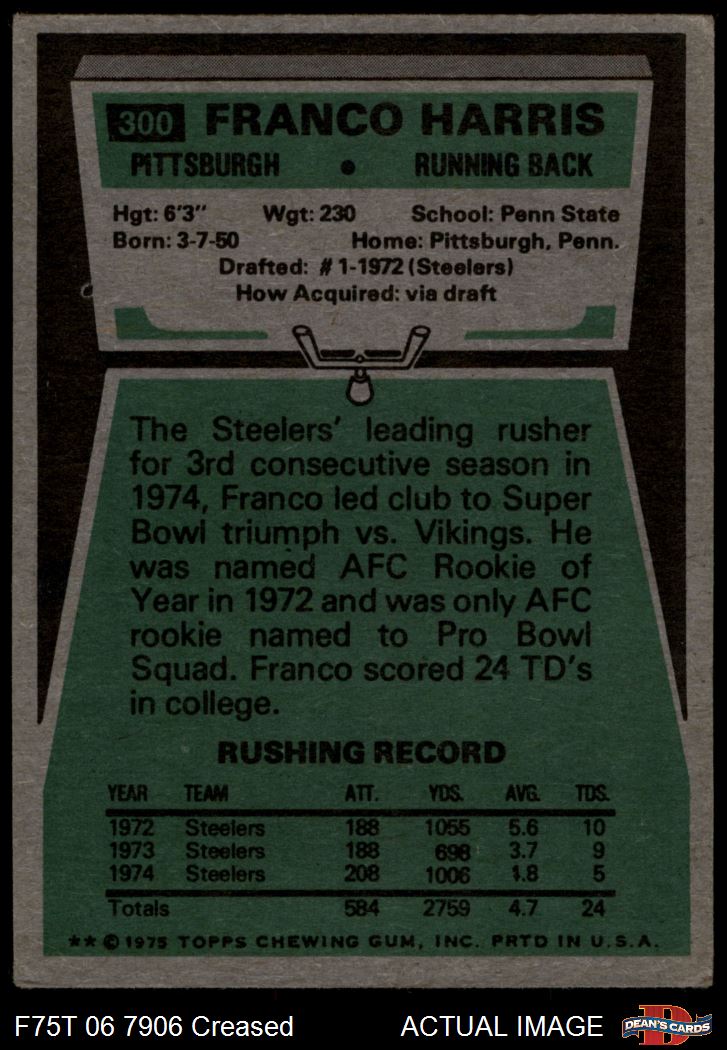 300 FRANCO HARRIS
PITTSBURGH • RUNNING BACK
Hgt: 6'3" Wgt: 230 School: Penn State
Born: 3-7-50 Home: Pittsburgh, Penn.
Drafted: #1-1972 (Steelers)
How Acquired: via draft
The Steelers' leading rusher
for 3rd consecutive season in
1974, Franco led club to Super
Bowl triumph vs. Vikings. He
was named AFC Rookie of
Year in 1972 and was only AFC
rookie named to Pro Bowl
Squad. Franco scored 24 TD's
in college.
RUSHING RECORD
YEAR TEAM ATT. YDS. AVG. TDS.
1972 Steelers 188 1055 5.6 10
1973 Steelers 188 698 3.7 9
1974 Steelers 208 1006 4.8 5
Totals 584 2759 4.7 24
**©1975 TOPPS CHEWING GUM, INC. PRTD IN U.S.A.
F75T 06 7906 Creased ACTUAL IMAGE
D
DEAN'S CARDS